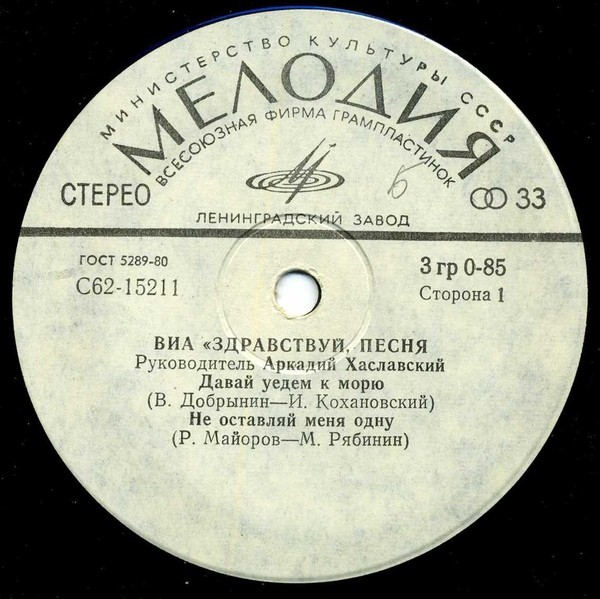 МИНИСТЕРСТВО КУЛЬТУРЫ СССР
МЕЛОДИЯ
ВСЕСОЮЗНАЯ ФИРМА ГРАМПЛАСТИНОК
СТЕРЕО
33
ЛЕНИНГРАДСКИЙ ЗАВОД
ГОСТ 5289-80
С62-15211
3 гр 0-85
Сторона 1
ВИА «ЗДРАВСТВУЙ, ПЕСНЯ
Руководитель Аркадий Хаславский
Давай уедем к морю
(В. Добрынин—И. Кохановский)
Не оставляй меня одну
(Р. Майоров—М. Рябинин)